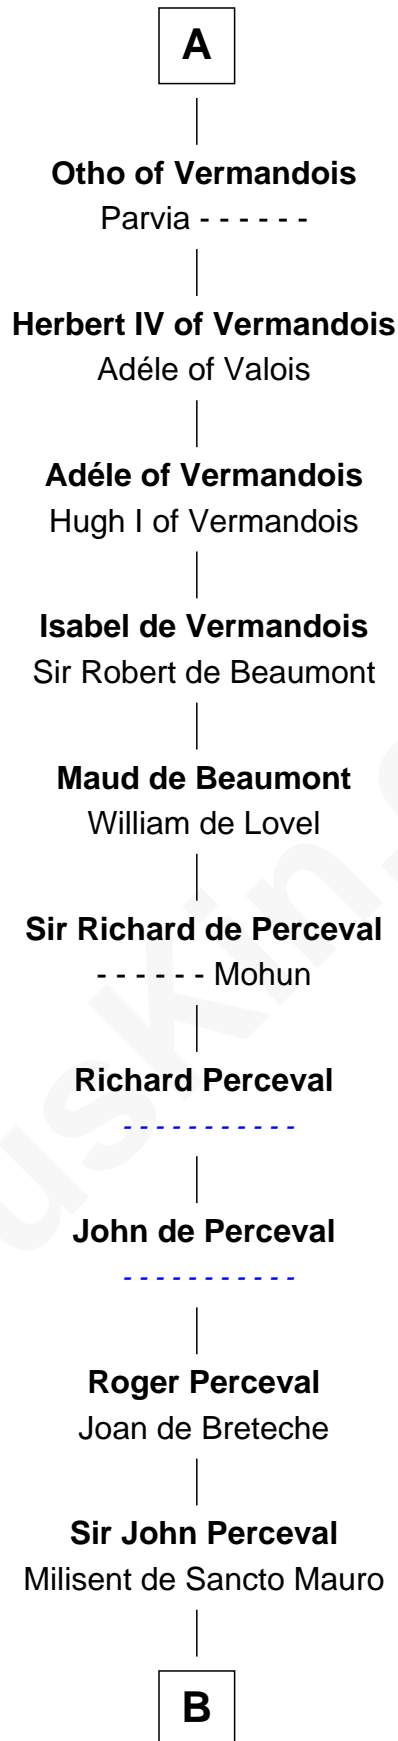 A
Otho of Vermandois
Parvia - - - - - -
Herbert IV of Vermandois
Adéle of Valois
Adéle of Vermandois
Hugh I of Vermandois
Isabel de Vermandois
Sir Robert de Beaumont
Maud de Beaumont
William de Lovel
Sir Richard de Perceval
- - - - - - Mohun
Richard Perceval
- - - - - - - - - - -
John de Perceval
- - - - - - - - - - -
Roger Perceval
Joan de Breteche
Sir John Perceval
Milisent de Sancto Mauro
B